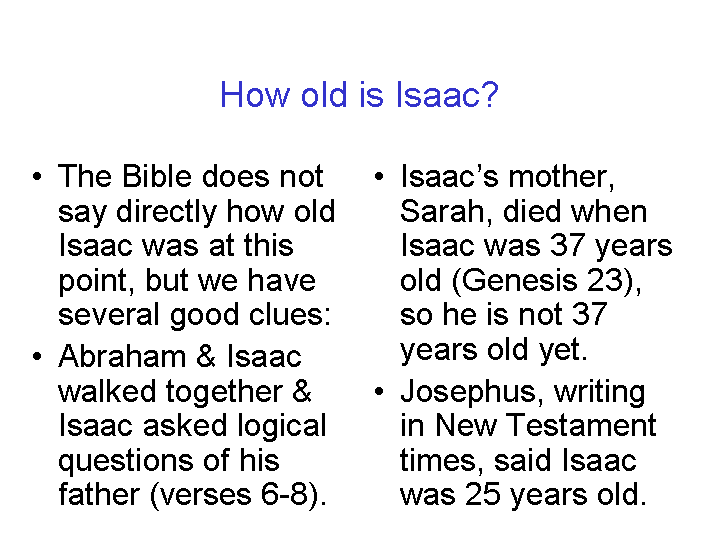 How old is Isaac?
• The Bible does not
say directly how old
Isaac was at this
point, but we have
several good clues:
• Abraham & Isaac
walked together &
Isaac asked logical
questions of his
father (verses 6-8).
• Isaac’s mother,
Sarah, died when
Isaac was 37 years
old (Genesis 23),
so he is not 37
years old yet.
• Josephus, writing
in New Testament
times, said Isaac
was 25 years old.